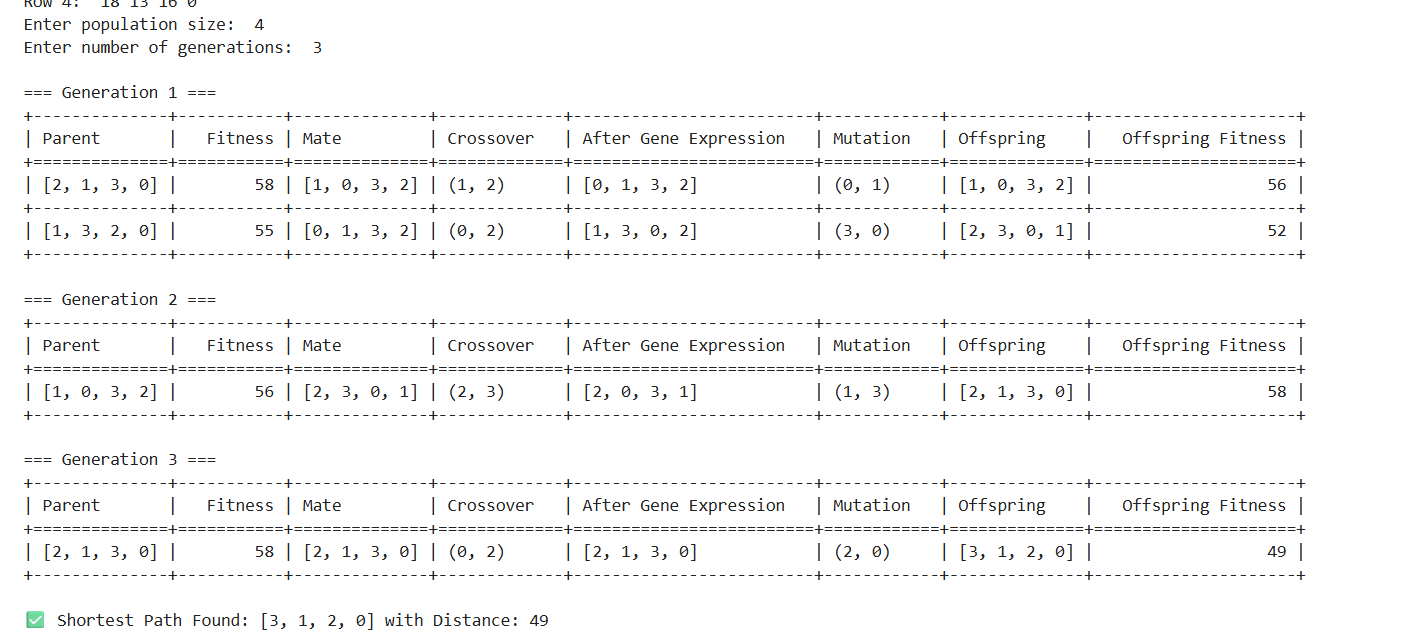 Row 4:  18 13 16 0
Enter population size:  4
Enter number of generations:  3
=== Generation 1 ===
+--------------+-----------+--------------+-------------+-------------------------+------------+--------------+---------------------+
| Parent       |   Fitness | Mate         | Crossover   | After Gene Expression   | Mutation   | Offspring    |   Offspring Fitness |
+==============+===========+==============+=============+=========================+============+==============+=====================+
| [2, 1, 3, 0] |        58 | [1, 0, 3, 2] | (1, 2)      | [0, 1, 3, 2]            | (0, 1)     | [1, 0, 3, 2] |                  56 |
+--------------+-----------+--------------+-------------+-------------------------+------------+--------------+---------------------+
| [1, 3, 2, 0] |        55 | [0, 1, 3, 2] | (0, 2)      | [1, 3, 0, 2]            | (3, 0)     | [2, 3, 0, 1] |                  52 |
+--------------+-----------+--------------+-------------+-------------------------+------------+--------------+---------------------+
=== Generation 2 ===
+--------------+-----------+--------------+-------------+-------------------------+------------+--------------+---------------------+
| Parent       |   Fitness | Mate         | Crossover   | After Gene Expression   | Mutation   | Offspring    |   Offspring Fitness |
+==============+===========+==============+=============+=========================+============+==============+=====================+
| [1, 0, 3, 2] |        56 | [2, 3, 0, 1] | (2, 3)      | [2, 0, 3, 1]            | (1, 3)     | [2, 1, 3, 0] |                  58 |
+--------------+-----------+--------------+-------------+-------------------------+------------+--------------+---------------------+
=== Generation 3 ===
+--------------+-----------+--------------+-------------+-------------------------+------------+--------------+---------------------+
| Parent       |   Fitness | Mate         | Crossover   | After Gene Expression   | Mutation   | Offspring    |   Offspring Fitness |
+==============+===========+==============+=============+=========================+============+==============+=====================+
| [2, 1, 3, 0] |        58 | [2, 1, 3, 0] | (0, 2)      | [2, 1, 3, 0]            | (2, 0)     | [3, 1, 2, 0] |                  49 |
+--------------+-----------+--------------+-------------+-------------------------+------------+--------------+---------------------+
✅ Shortest Path Found: [3, 1, 2, 0] with Distance: 49